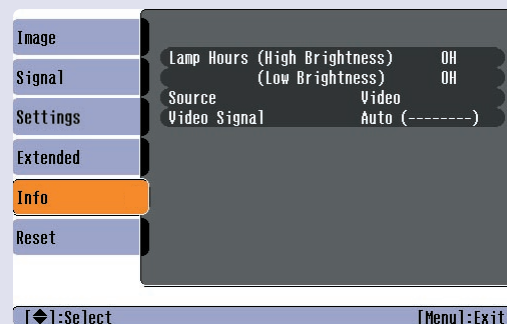 Image
Signal
Settings
Extended
Info
Reset
Lamp Hours (High Brightness) 0H
(Low Brightness) 0H
Source Video
Video Signal Auto (--------)
[◆]:Select [Menu]:Exit